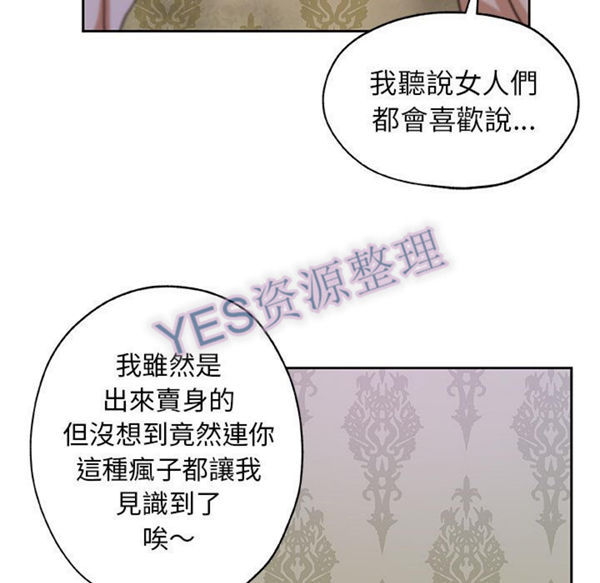 我聽說女人們
都會喜歡說...
YES资源整理
我雖然是
出來賣身的
但沒想到竟然連你
這種瘋子都讓我
見識到了
唉～